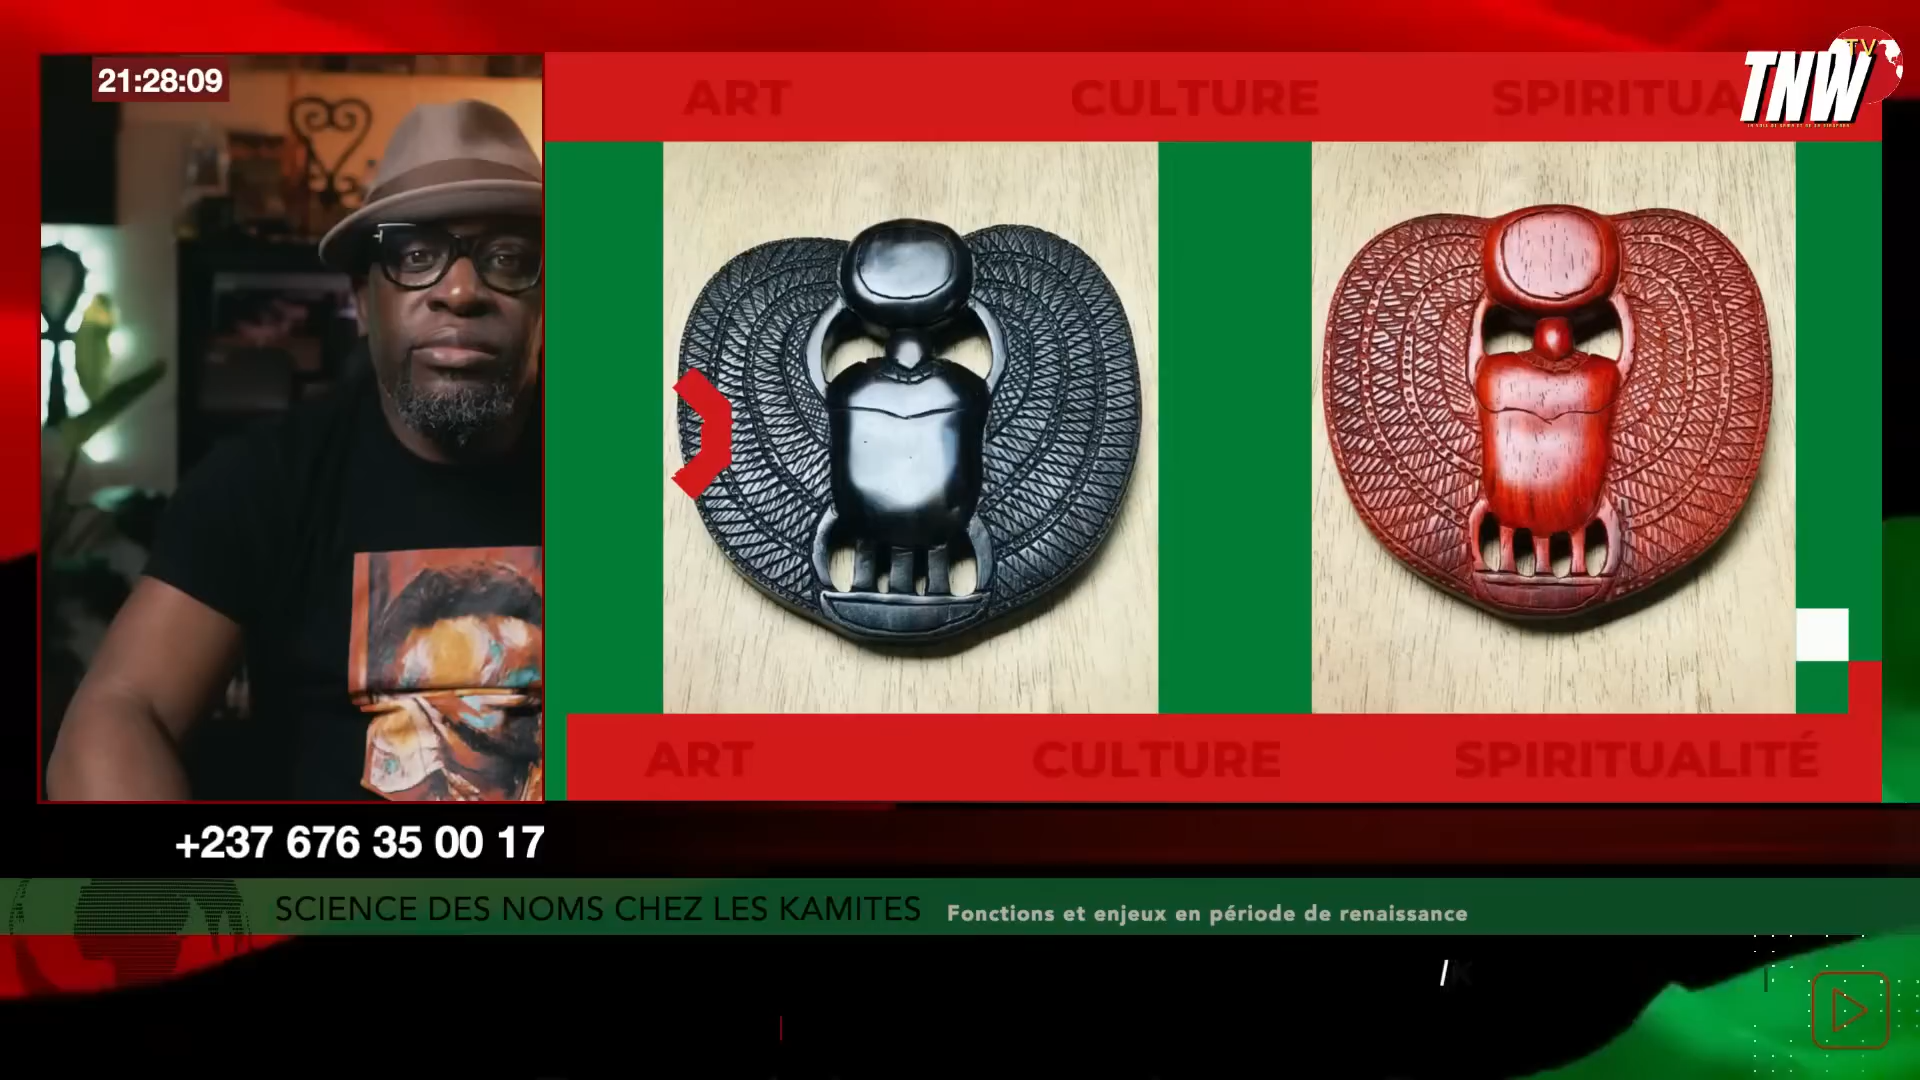 21:28:09
ART CULTURE SPIRITUA
TV
TNW
ART CULTURE SPIRITUALITÉ
+237 676 35 00 17
SCIENCE DES NOMS CHEZ LES KAMITES Fonctions et enjeux en période de renaissance